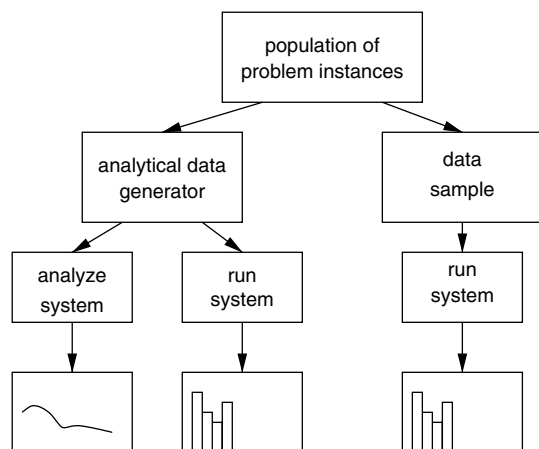 population of
problem instances
analytical data
generator
data
sample
analyze
system
run
system
run
system